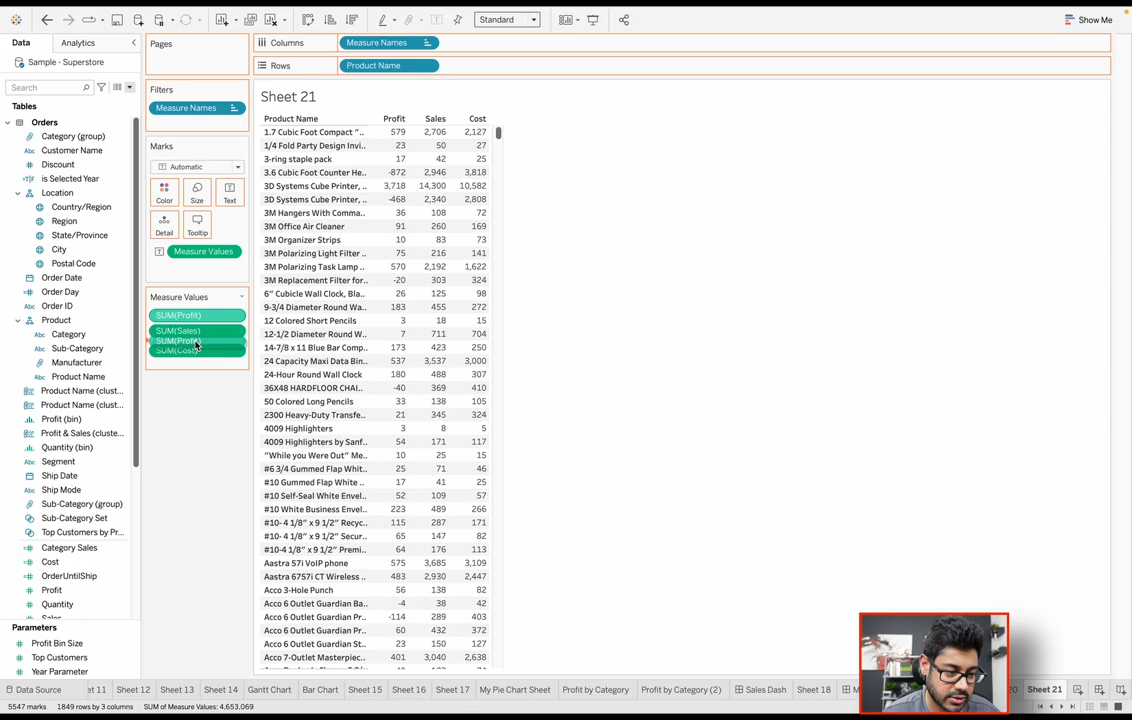 Standard
Show Me
Data
Analytics
Sample - Superstore
Search
Tables
Orders
Category (group)
Customer Name
Discount
is Selected Year
Location
Country/Region
Region
State/Province
City
Postal Code
Order Date
Order Day
Order ID
Product
Category
Sub-Category
Manufacturer
Product Name
Product Name (clust...
Product Name (clust...
Profit (bin)
Profit & Sales (cluste...
Quantity (bin)
Segment
Ship Date
Ship Mode
Sub-Category (group)
Sub-Category Set
Top Customers by Pr...
Category Sales
Cost
OrderUntilShip
Profit
Quantity
Sales
Parameters
Profit Bin Size
Top Customers
Year Parameter
Pages
Filters
Measure Names
Marks
Automatic
Color
Size
Text
Detail
Tooltip
Measure Values
Measure Values
SUM(Profit)
SUM(Sales)
SUM(Profit)
SUM(Cost)
Columns
Measure Names
Rows
Product Name
Sheet 21
Product Name Profit Sales Cost
1.7 Cubic Foot Compact ".. 579 2,706 2,127
1/4 Fold Party Design Invi.. 23 50 27
3-ring staple pack 17 42 25
3.6 Cubic Foot Counter He.. -872 2,946 3,818
3D Systems Cube Printer, .. 3,718 14,300 10,582
3D Systems Cube Printer, .. -468 2,340 2,808
3M Hangers With Comma.. 36 108 72
3M Office Air Cleaner 91 260 169
3M Organizer Strips 10 83 73
3M Polarizing Light Filter .. 75 216 141
3M Polarizing Task Lamp .. 570 2,192 1,622
3M Replacement Filter for.. -20 303 324
6" Cubicle Wall Clock, Bla.. 26 125 98
9-3/4 Diameter Round Wa.. 183 455 272
12 Colored Short Pencils 3 18 15
12-1/2 Diameter Round W.. 7 711 704
14-7/8 x 11 Blue Bar Comp.. 173 423 250
24 Capacity Maxi Data Bin.. 537 3,537 3,000
24-Hour Round Wall Clock 180 488 307
36X48 HARDFLOOR CHAI.. -40 369 410
50 Colored Long Pencils 33 138 105
2300 Heavy-Duty Transfe.. 21 345 324
4009 Highlighters 3 8 5
4009 Highlighters by Sanf.. 54 171 117
"While you Were Out" Me.. 10 25 15
#6 3/4 Gummed Flap Whit.. 25 71 46
#10 Gummed Flap White .. 17 41 25
#10 Self-Seal White Envel.. 52 109 57
#10 White Business Envel.. 223 489 266
#10- 4 1/8" x 9 1/2" Recyc.. 115 287 171
#10- 4 1/8" x 9 1/2" Secur.. 65 147 82
#10-4 1/8" x 9 1/2" Premi.. 64 176 113
Aastra 57i VoIP phone 575 3,685 3,109
Aastra 6757i CT Wireless .. 483 2,930 2,447
Acco 3-Hole Punch 56 138 82
Acco 6 Outlet Guardian Ba.. -4 38 42
Acco 6 Outlet Guardian Pr.. -114 289 403
Acco 6 Outlet Guardian Pr.. 60 432 372
Acco 6 Outlet Guardian St.. 23 150 127
Acco 7-Outlet Masterpiec.. 401 3,040 2,638
Data Source
et 11
Sheet 12
Sheet 13
Sheet 14
Gantt Chart
Bar Chart
Sheet 15
Sheet 16
Sheet 17
My Pie Chart Sheet
Profit by Category
Profit by Category (2)
Sales Dash
Sheet 18
20
Sheet 21
5547 marks 1849 rows by 3 columns SUM of Measure Values: 4,653,069